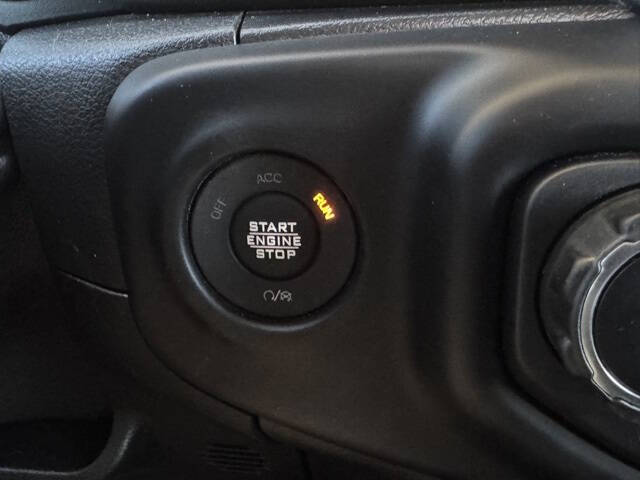 ACC
OFF
RUN
START
ENGINE
STOP